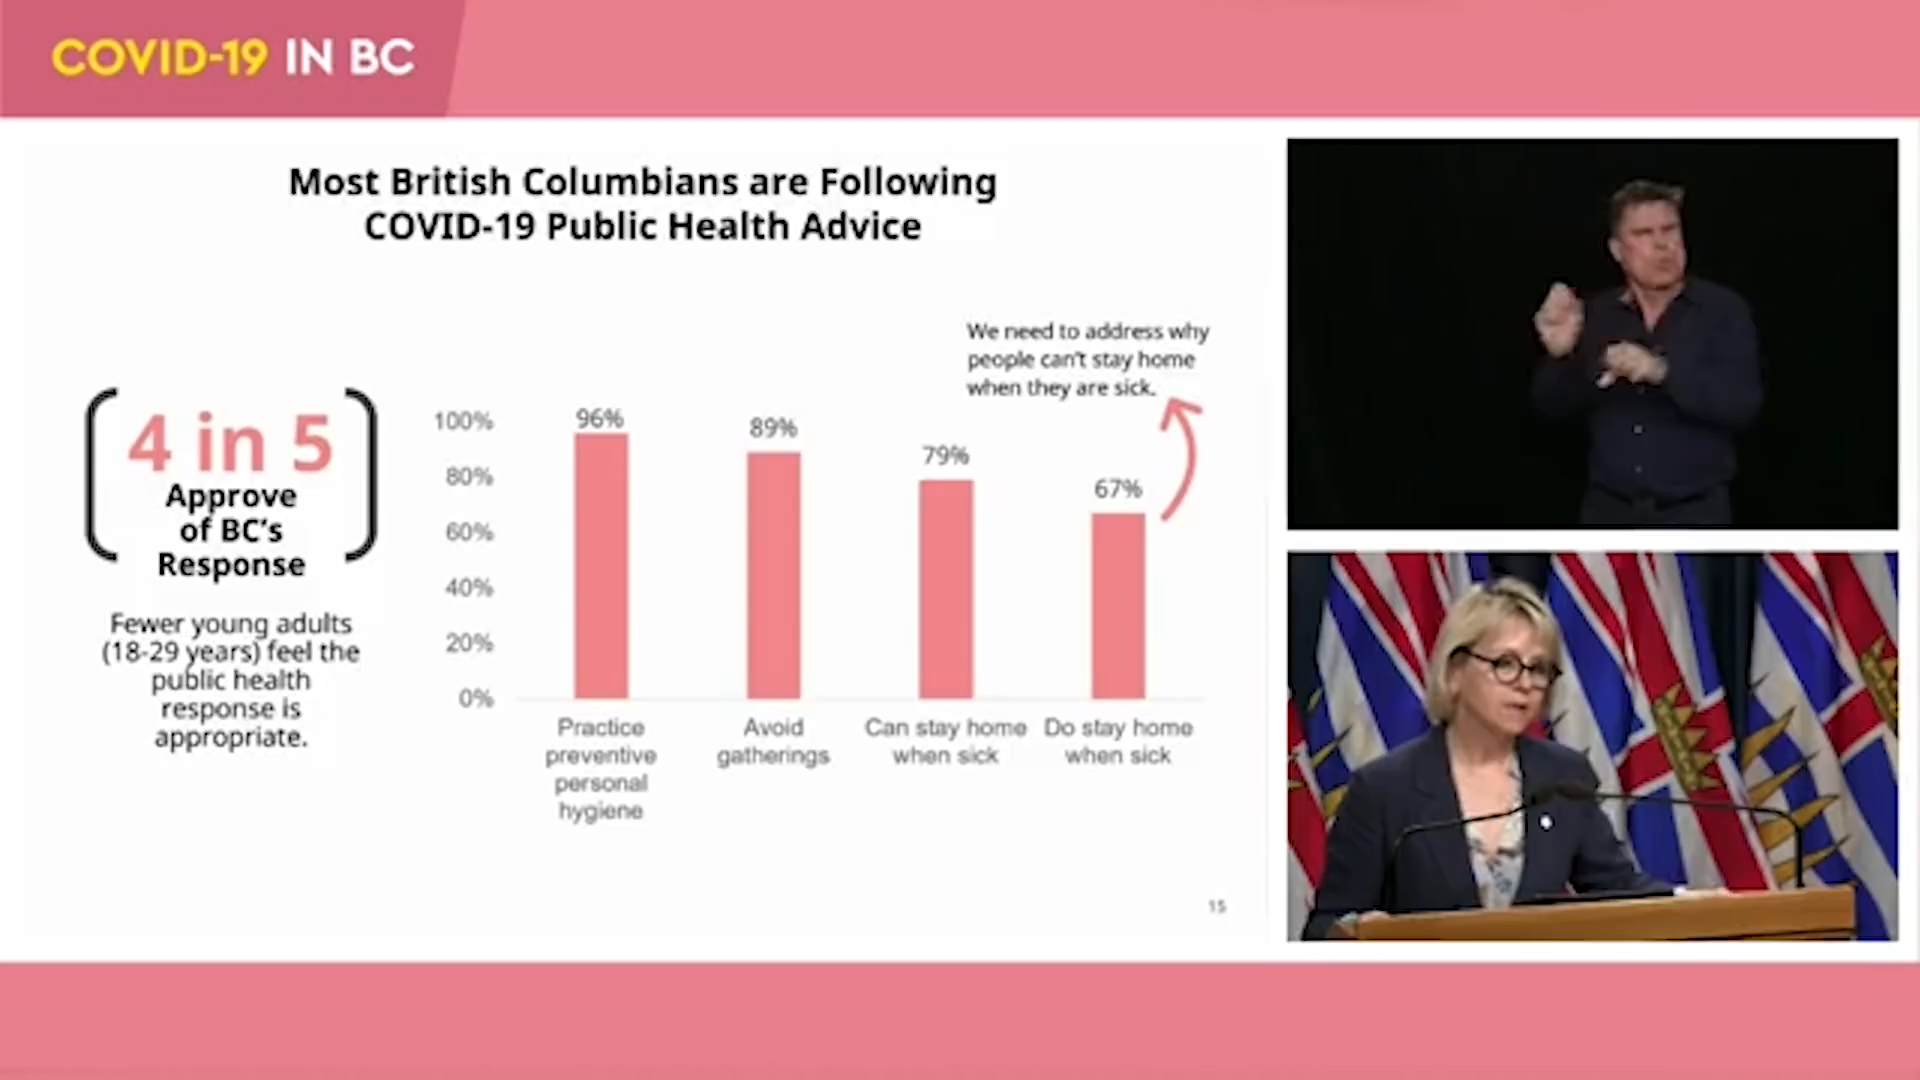 COVID-19 IN BC
Most British Columbians are Following
COVID-19 Public Health Advice
We need to address why
people can't stay home
when they are sick.
4 in 5
Approve
of BC's
Response
Fewer young adults
(18-29 years) feel the
public health
response is
appropriate.
100%
80%
60%
40%
20%
0%
96%
89%
79%
67%
Practice
preventive
personal
hygiene
Avoid
gatherings
Can stay home
when sick
Do stay home
when sick
15